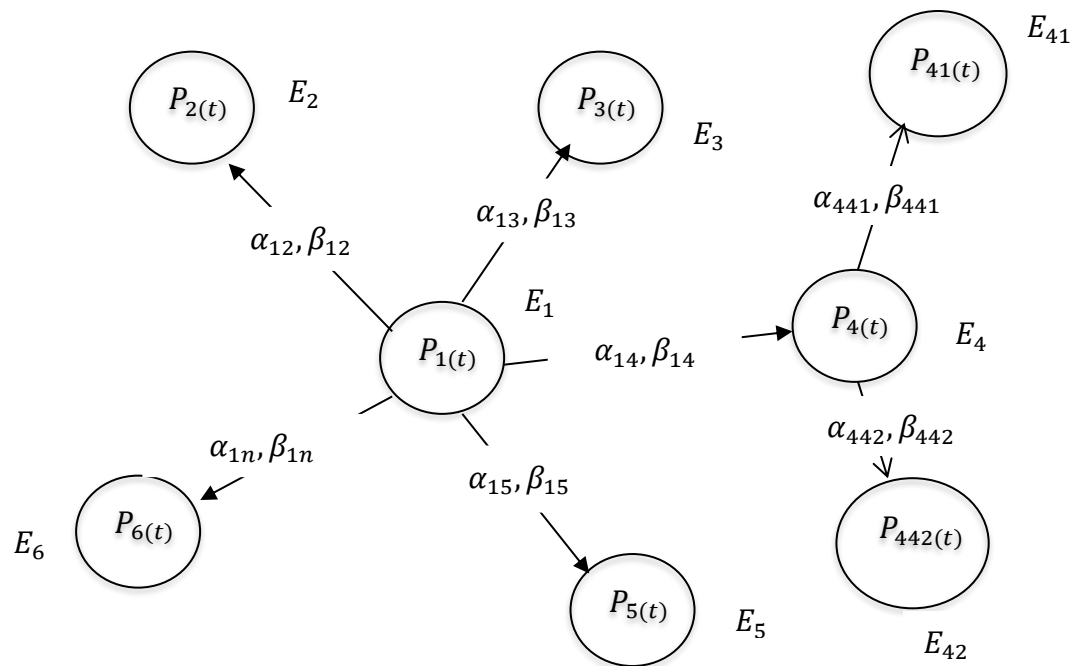 E₄₁
P₄₁₍ₜ₎
P₂₍ₜ₎
E₂
P₃₍ₜ₎
E₃
α₄₄₁, β₄₄₁
α₁₃, β₁₃
α₁₂, β₁₂
E₁
P₄₍ₜ₎
E₄
P₁₍ₜ₎
α₁₄, β₁₄
α₄₄₂, β₄₄₂
α₁ₙ, β₁ₙ
α₁₅, β₁₅
P₆₍ₜ₎
E₆
P₄₄₂₍ₜ₎
P₅₍ₜ₎
E₅
E₄₂